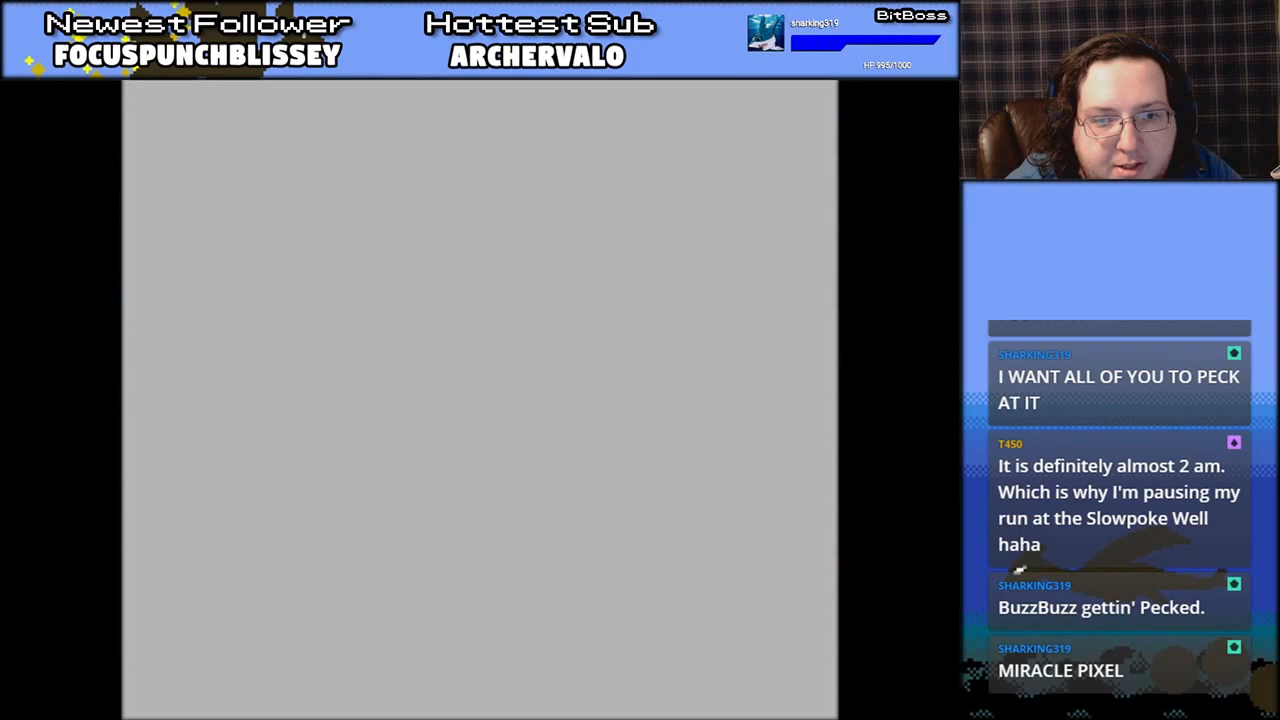 Newest Follower
FOCUSPUNCHBLISSEY
Hottest Sub
ARCHERVALO
sharking319
BitBoss
HP 995/1000
SHARKING319
I WANT ALL OF YOU TO PECK
AT IT
T450
It is definitely almost 2 am.
Which is why I'm pausing my
run at the Slowpoke Well
haha
SHARKING319
BuzzBuzz gettin' Pecked.
SHARKING319
MIRACLE PIXEL